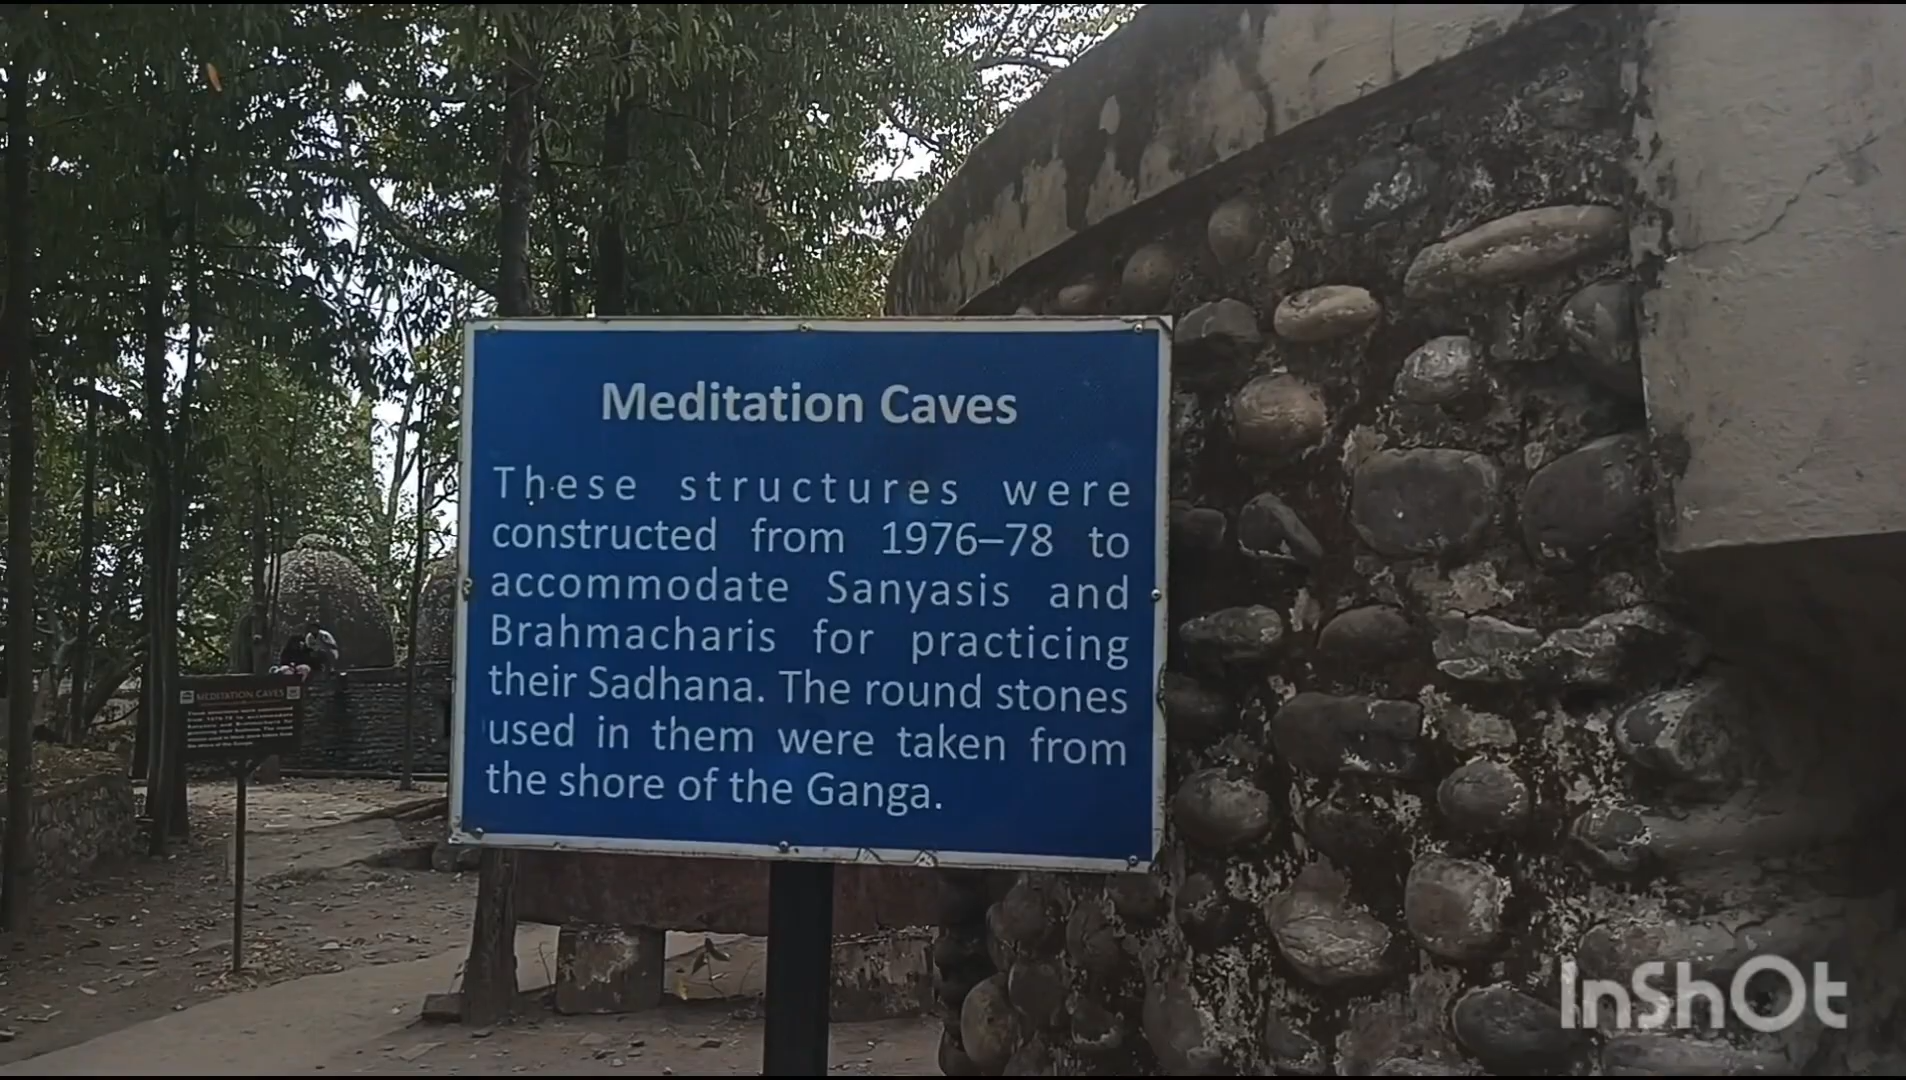 Meditation Caves
These structures were
constructed from 1976–78 to
accommodate Sanyasis and
Brahmacharis for practicing
their Sadhana. The round stones
used in them were taken from
the shore of the Ganga.
MEDITATION CAVES
InShOt